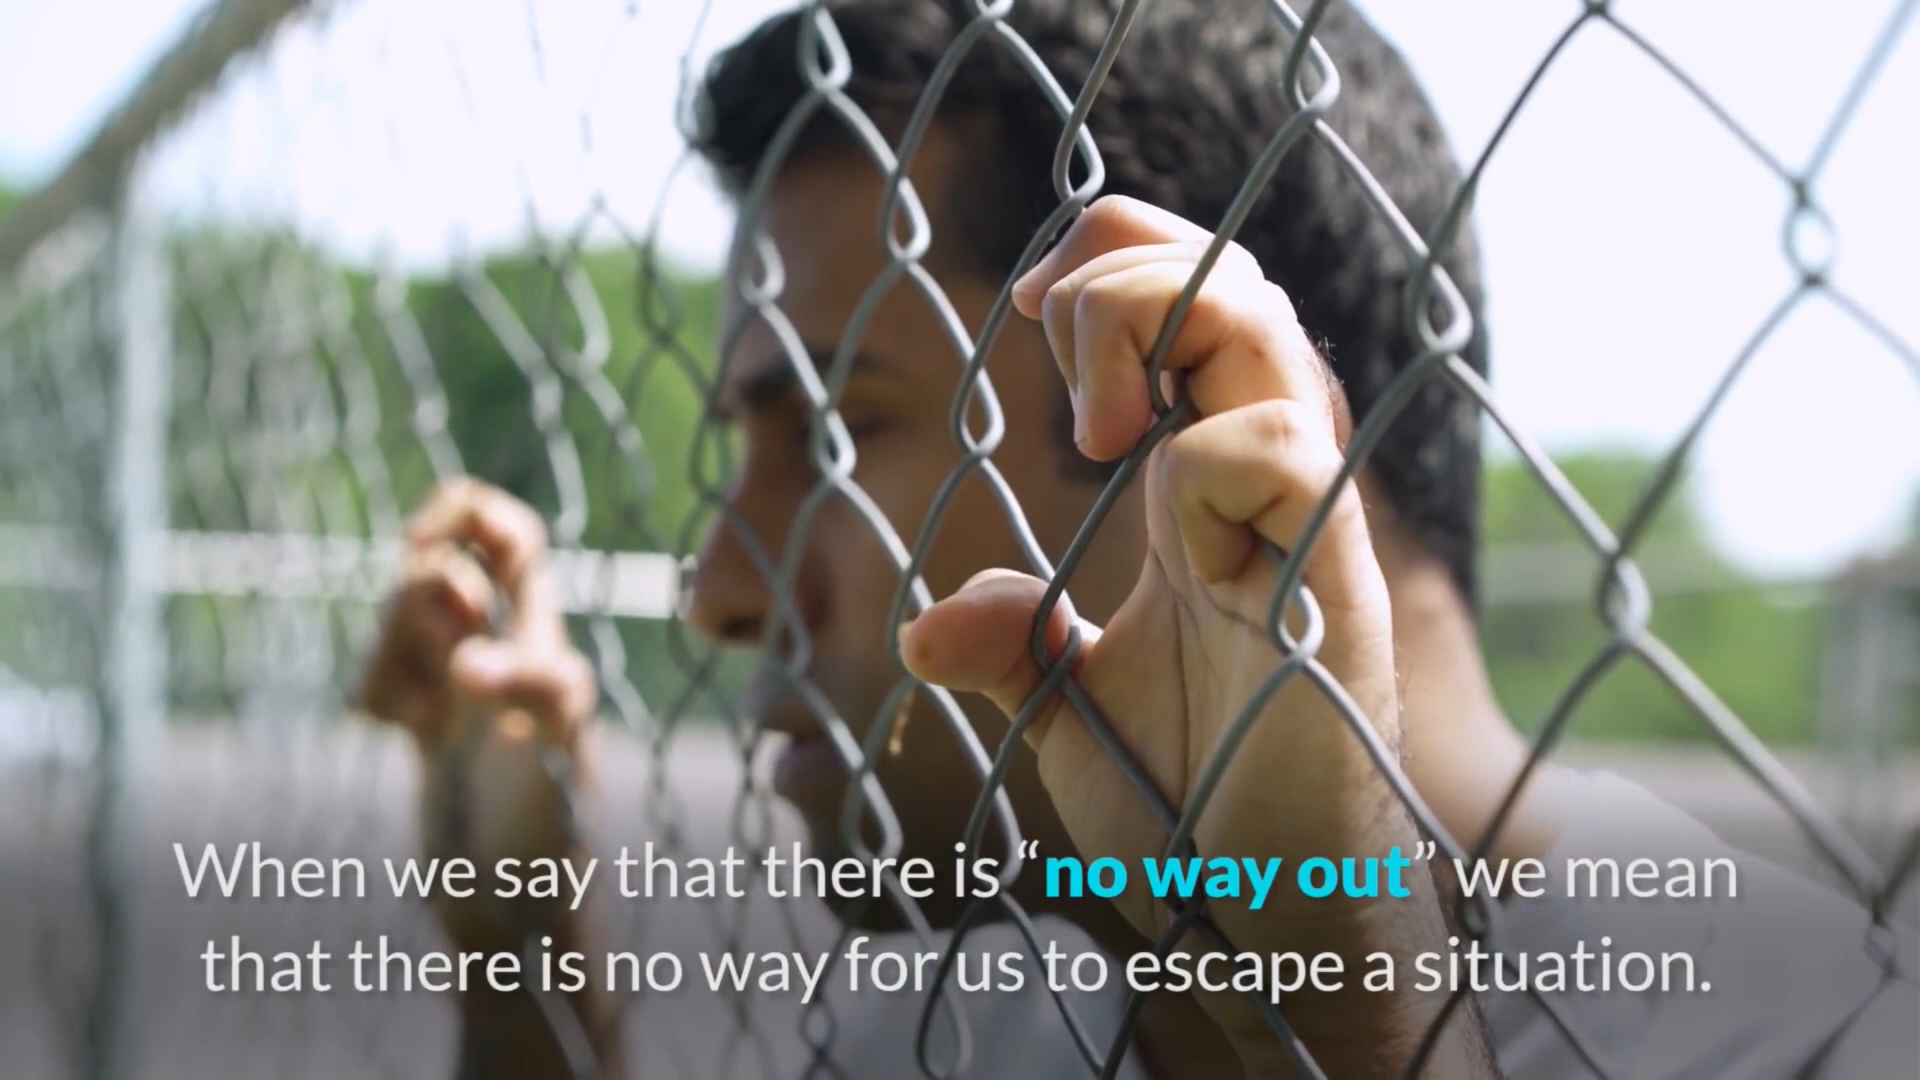 When we say that there is “no way out” we mean
that there is no way for us to escape a situation.